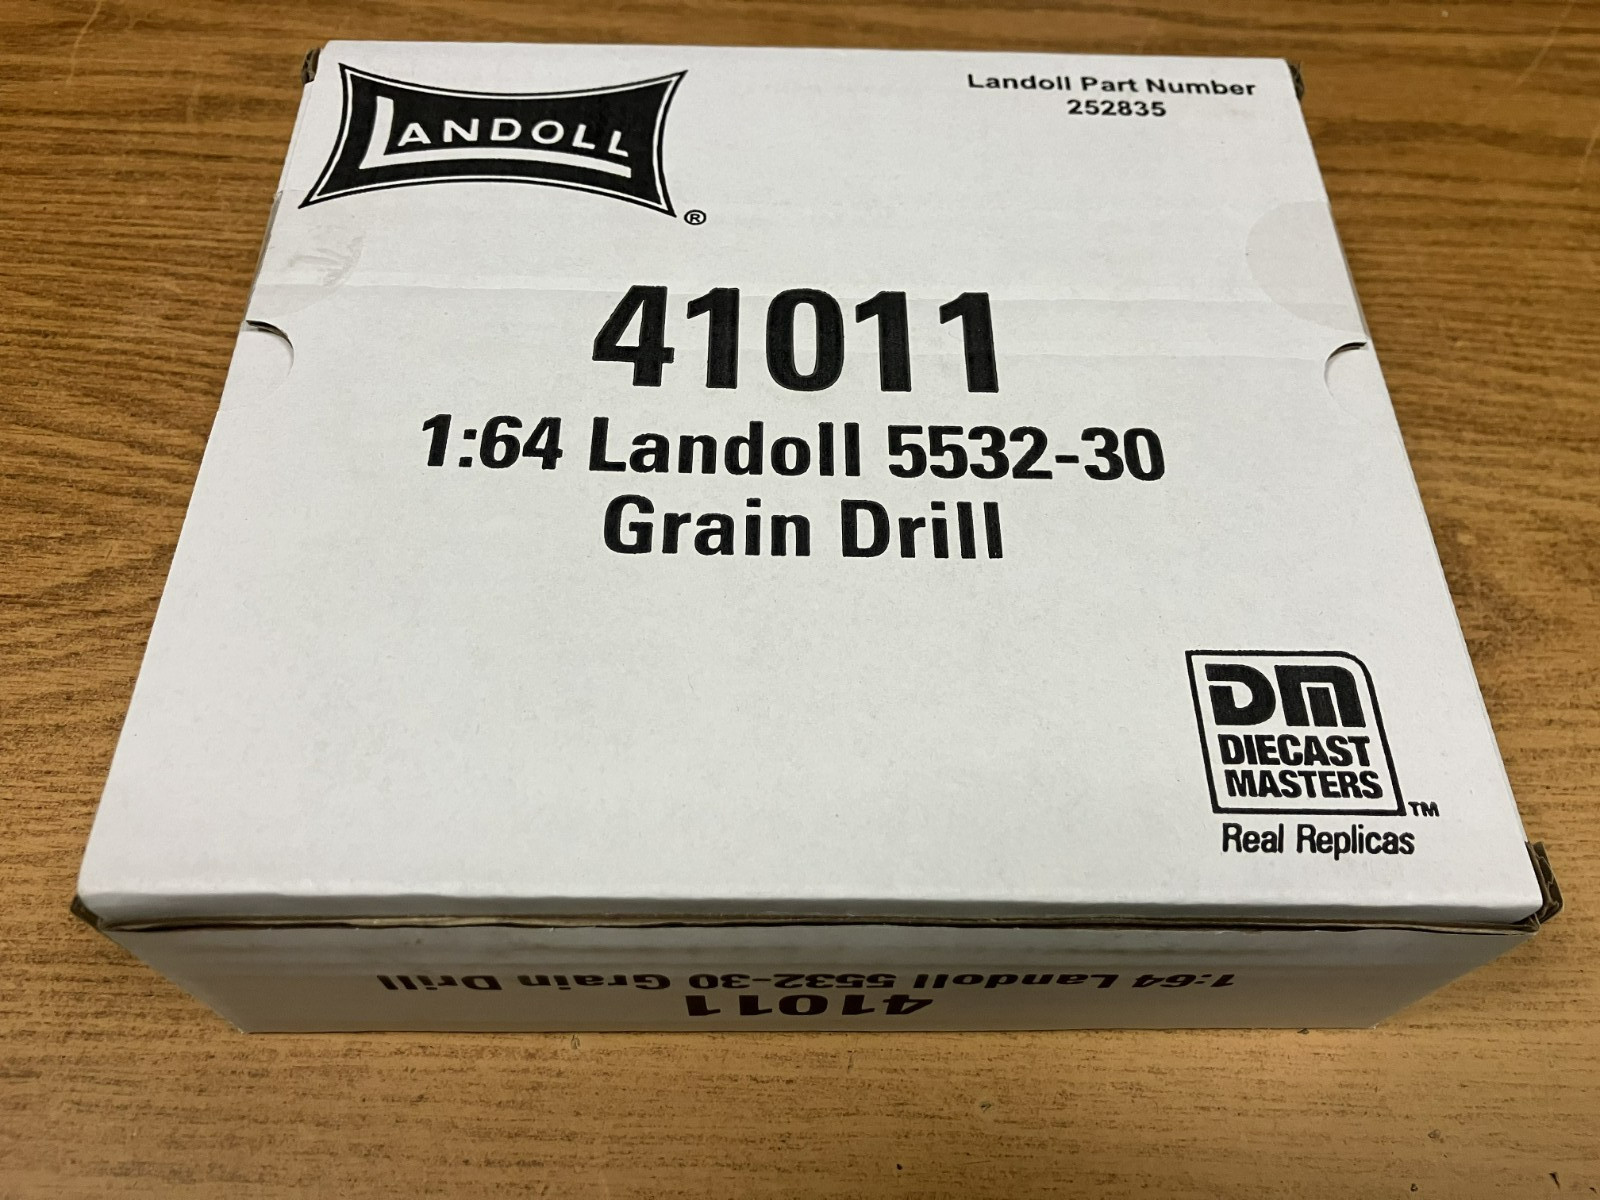 LANDOLL
®
Landoll Part Number
252835
41011
1:64 Landoll 5532-30
Grain Drill
DM
DIECAST
MASTERS
TM
Real Replicas
41011
1:64 Landoll 5532-30 Grain Drill